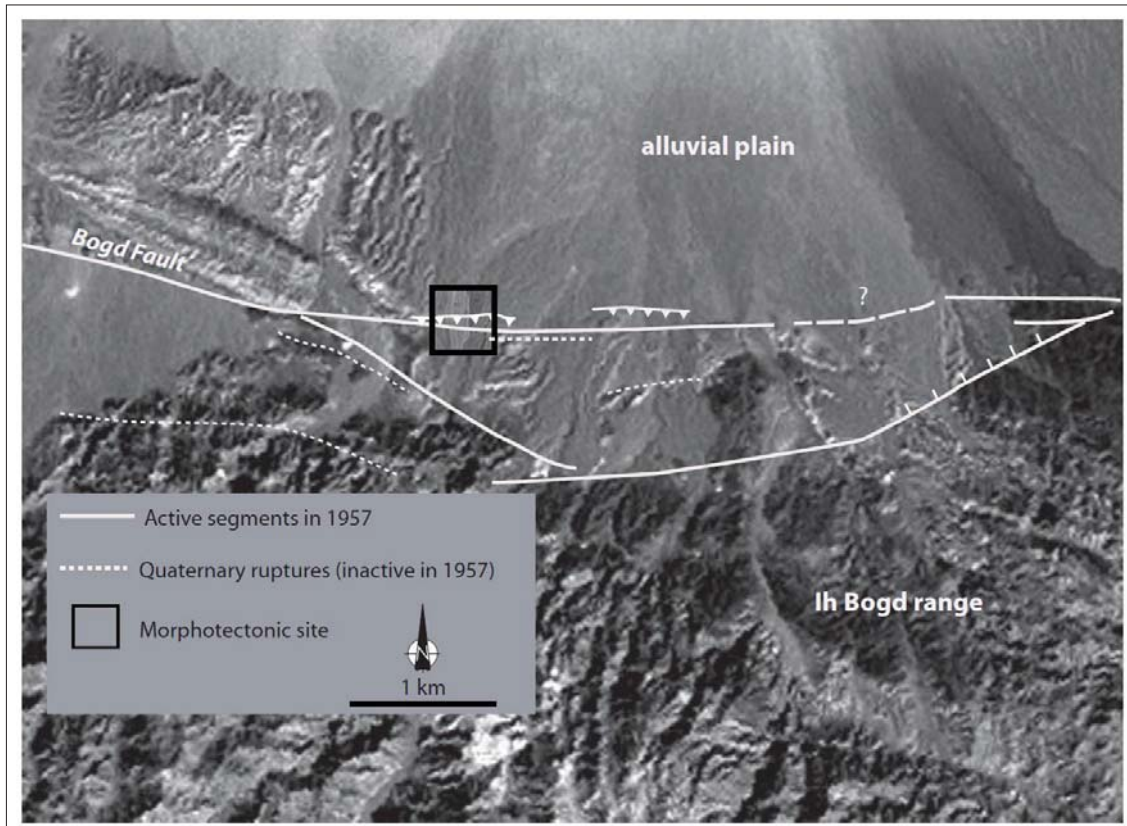 alluvial plain
Bogd Fault
?
Active segments in 1957
Quaternary ruptures (inactive in 1957)
Morphotectonic site
N
1 km
Ih Bogd range